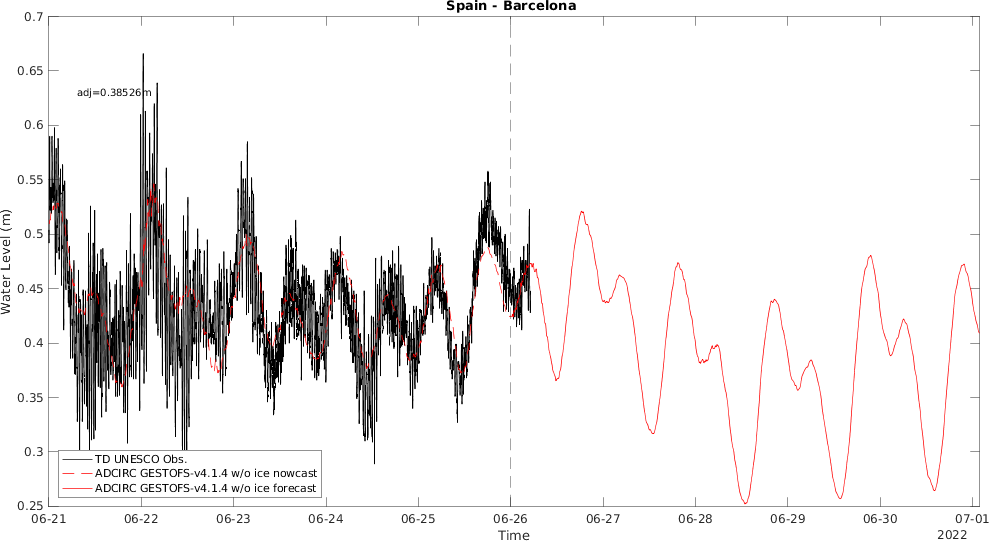 Spain - Barcelona
0.7
0.65
0.6
0.55
0.5
0.45
0.4
0.35
0.3
0.25
Water Level (m)
adj=0.38526m
TD UNESCO Obs.
ADCIRC GESTOFS-v4.1.4 w/o ice nowcast
ADCIRC GESTOFS-v4.1.4 w/o ice forecast
06-21 06-22 06-23 06-24 06-25 06-26 06-27 06-28 06-29 06-30 07-01
Time
2022